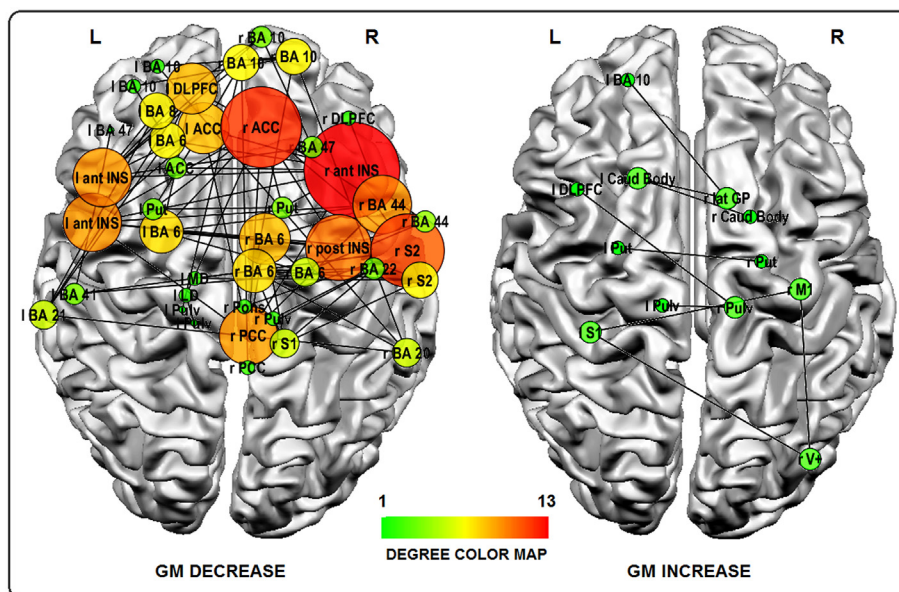 L
R
r BA 10
BA 10
BA 10
l BA 10
l BA 10
l DLPFC
l BA 8
l ACC
r ACC
r DLPFC
l BA 47
BA 6
r BA 47
l ant INS
r ant INS
l ant INS
l Put
r Put
r BA 44
r BA 44
l BA 6
r BA 6
r post INS
r S2
r BA 6
BA 6
r BA 22
r S2
l BA 41
l BA 21
l Pulv
r Pulv
r Pons
r Pulv
r PCC
r S1
r BA 20
r PCC
GM DECREASE
L
R
l BA 10
l Caud Body
l DLPFC
r lat GP
r Caud Body
l Put
r Put
r M1
l Pulv
r Pulv
S1
r V+
GM INCREASE
1
13
DEGREE COLOR MAP